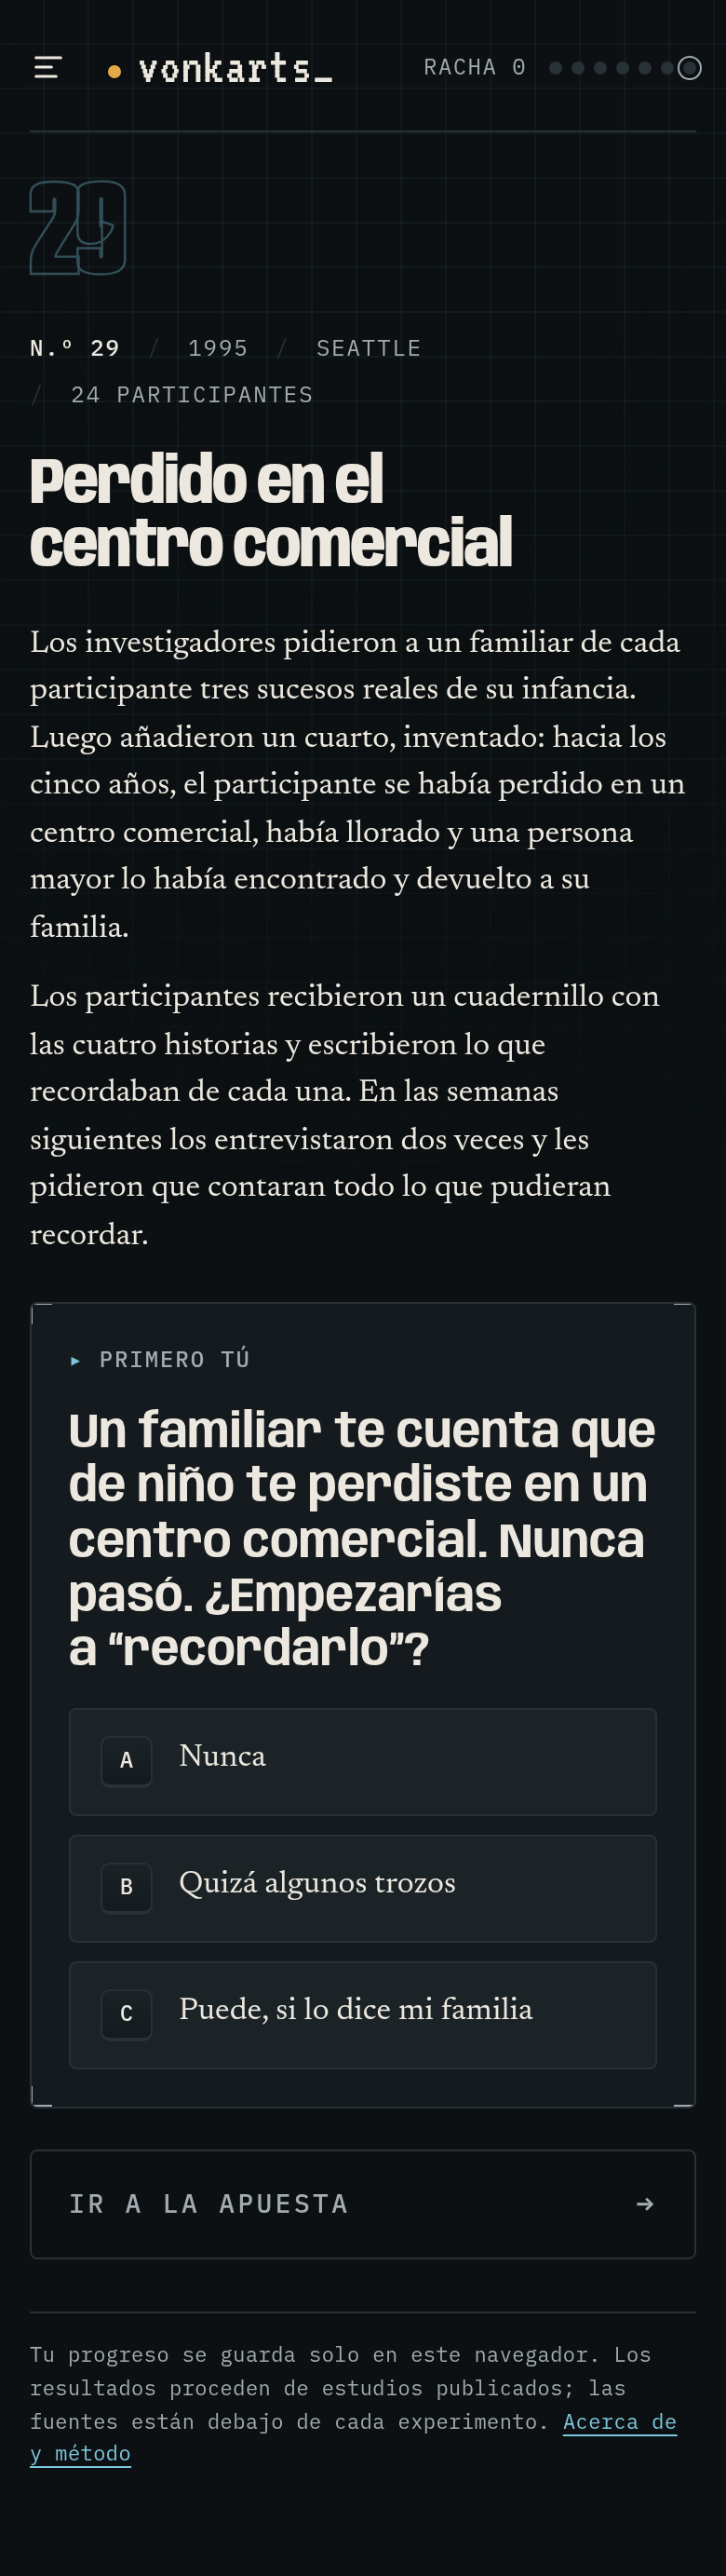 vonkarts_
RACHA 0
29
N.º 29 / 1995 / SEATTLE
/ 24 PARTICIPANTES
Perdido en el
centro comercial
Los investigadores pidieron a un familiar de cada
participante tres sucesos reales de su infancia.
Luego añadieron un cuarto, inventado: hacia los
cinco años, el participante se había perdido en un
centro comercial, había llorado y una persona
mayor lo había encontrado y devuelto a su
familia.
Los participantes recibieron un cuadernillo con
las cuatro historias y escribieron lo que
recordaban de cada una. En las semanas
siguientes los entrevistaron dos veces y les
pidieron que contaran todo lo que pudieran
recordar.
▸ PRIMERO TÚ
Un familiar te cuenta que
de niño te perdiste en un
centro comercial. Nunca
pasó. ¿Empezarías
a “recordarlo”?
A Nunca
B Quizá algunos trozos
C Puede, si lo dice mi familia
IR A LA APUESTA →
Tu progreso se guarda solo en este navegador. Los
resultados proceden de estudios publicados; las
fuentes están debajo de cada experimento. Acerca de
y método